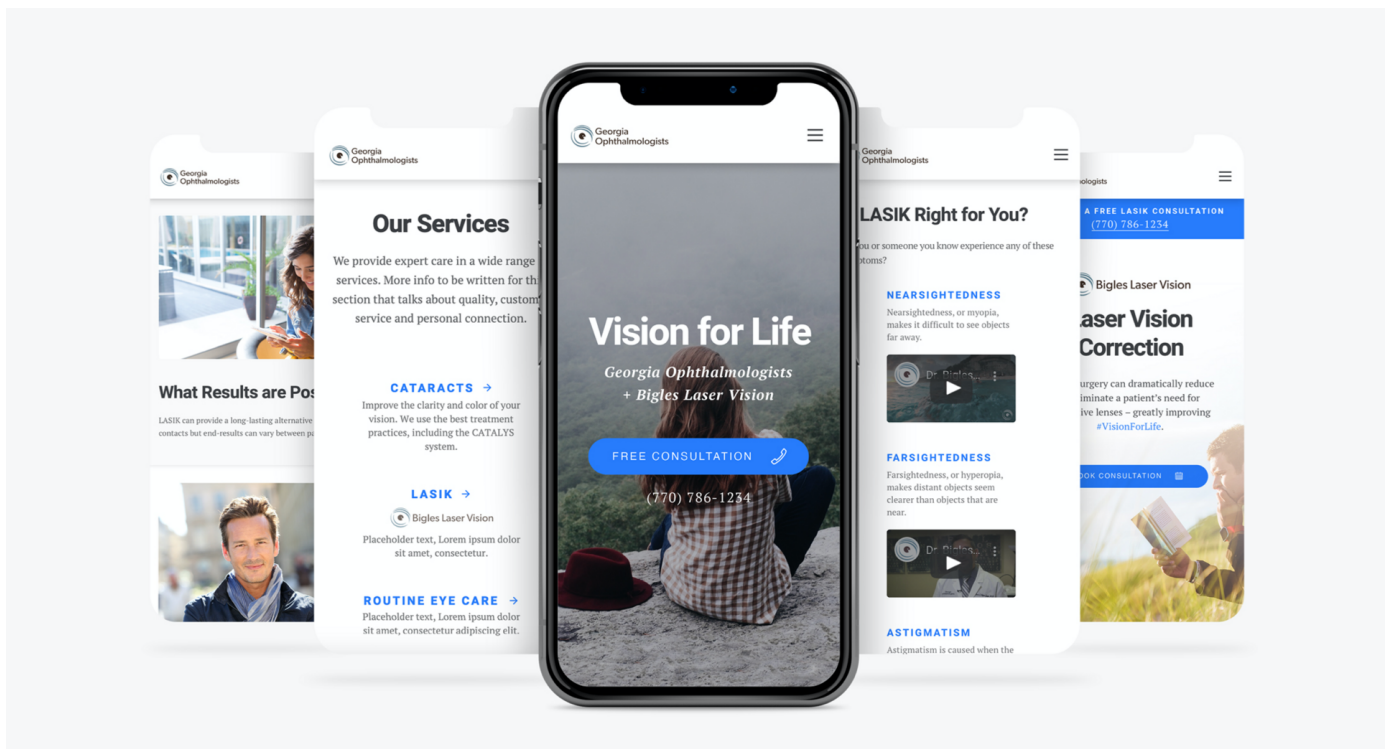 Georgia
Ophthalmologists
What Results are Pos
LASIK can provide a long-lasting alternative
contacts but end-results can vary between pa
Georgia
Ophthalmologists
Our Services
We provide expert care in a wide range
services. More info to be written for thi
section that talks about quality, custom
service and personal connection.
CATARACTS →
Improve the clarity and color of your
vision. We use the best treatment
practices, including the CATALYS
system.
LASIK →
Bigles Laser Vision
Placeholder text, Lorem ipsum dolor
sit amet, consectetur.
ROUTINE EYE CARE →
Placeholder text, Lorem ipsum dolor
sit amet, consectetur adipiscing elit.
Georgia
Ophthalmologists
Vision for Life
Georgia Ophthalmologists
+ Bigles Laser Vision
FREE CONSULTATION
(770) 786-1234
Georgia
Ophthalmologists
LASIK Right for You?
ou or someone you know experience any of these
ptoms?
NEARSIGHTEDNESS
Nearsightedness, or myopia,
makes it difficult to see objects
far away.
Dr. Bigles
FARSIGHTEDNESS
Farsightedness, or hyperopia,
makes distant objects seem
clearer than objects that are
near.
Dr. Bigles
ASTIGMATISM
Astigmatism is caused when the
ologists
A FREE LASIK CONSULTATION
(770) 786-1234
Bigles Laser Vision
aser Vision
Correction
urgery can dramatically reduce
iminate a patient's need for
ive lenses – greatly improving
#VisionForLife.
OOK CONSULTATION